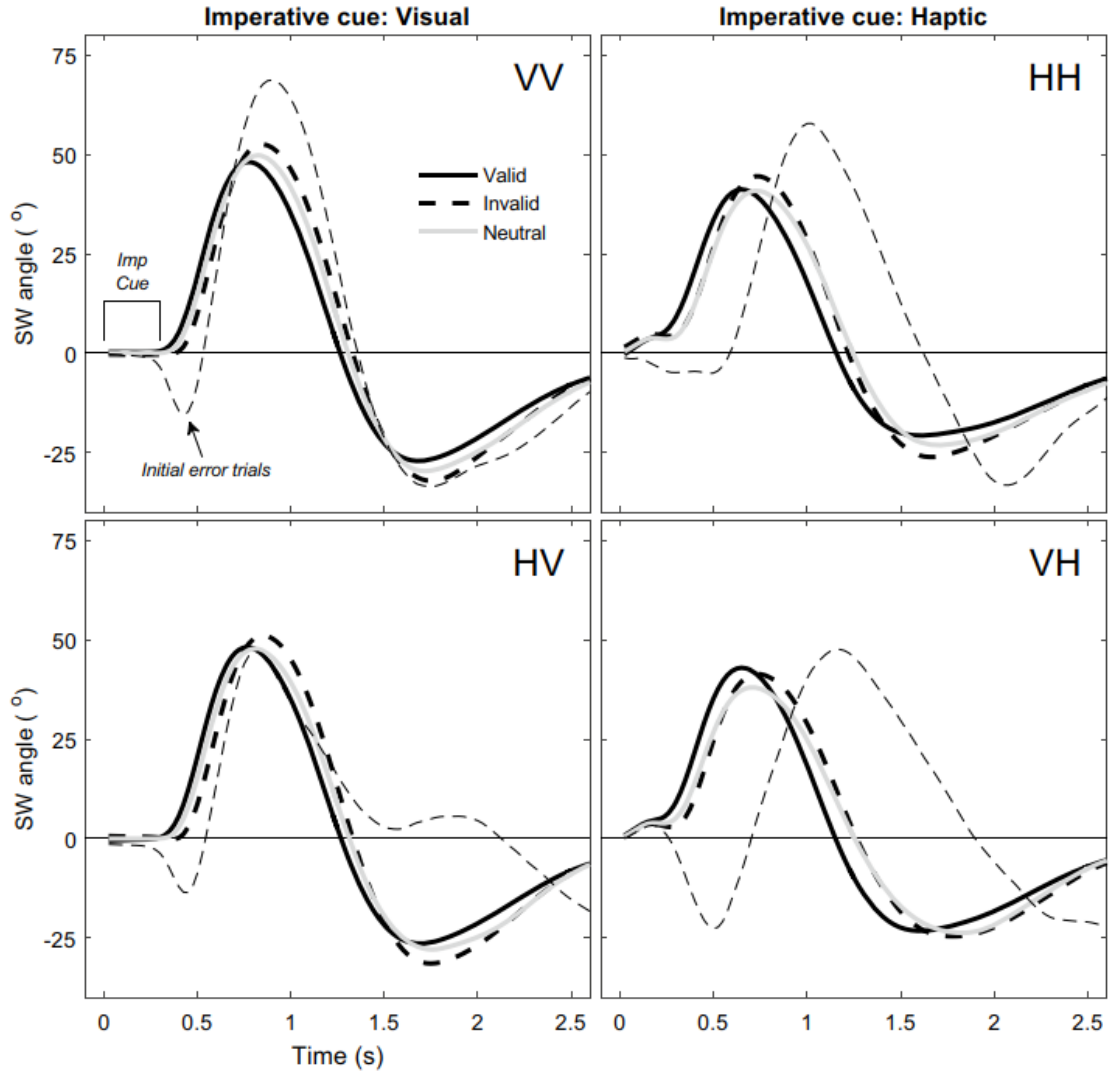 Imperative cue: Visual
Imperative cue: Haptic
75
50
25
0
-25
SW angle ( °)
VV
Valid
Invalid
Neutral
Imp
Cue
Initial error trials
HH
75
50
25
0
-25
SW angle ( °)
HV
VH
0
0.5
1
1.5
2
2.5
0
0.5
1
1.5
2
2.5
Time (s)